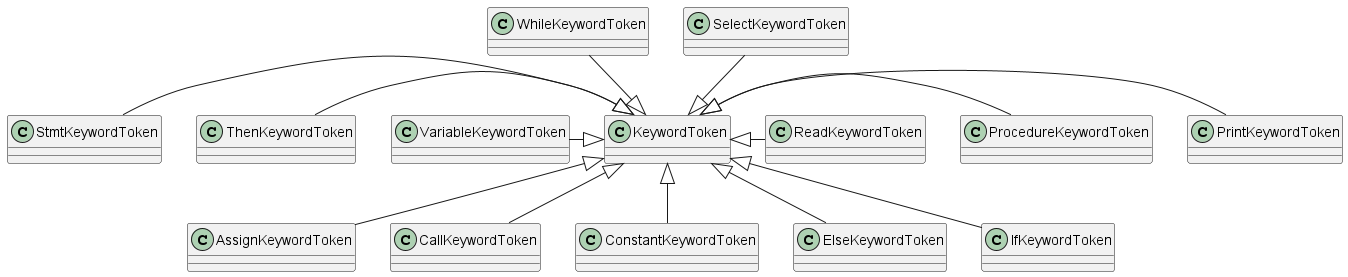 C WhileKeywordToken
C SelectKeywordToken
C StmtKeywordToken
C ThenKeywordToken
C VariableKeywordToken
C KeywordToken
C ReadKeywordToken
C ProcedureKeywordToken
C PrintKeywordToken
C AssignKeywordToken
C CallKeywordToken
C ConstantKeywordToken
C ElseKeywordToken
C IfKeywordToken